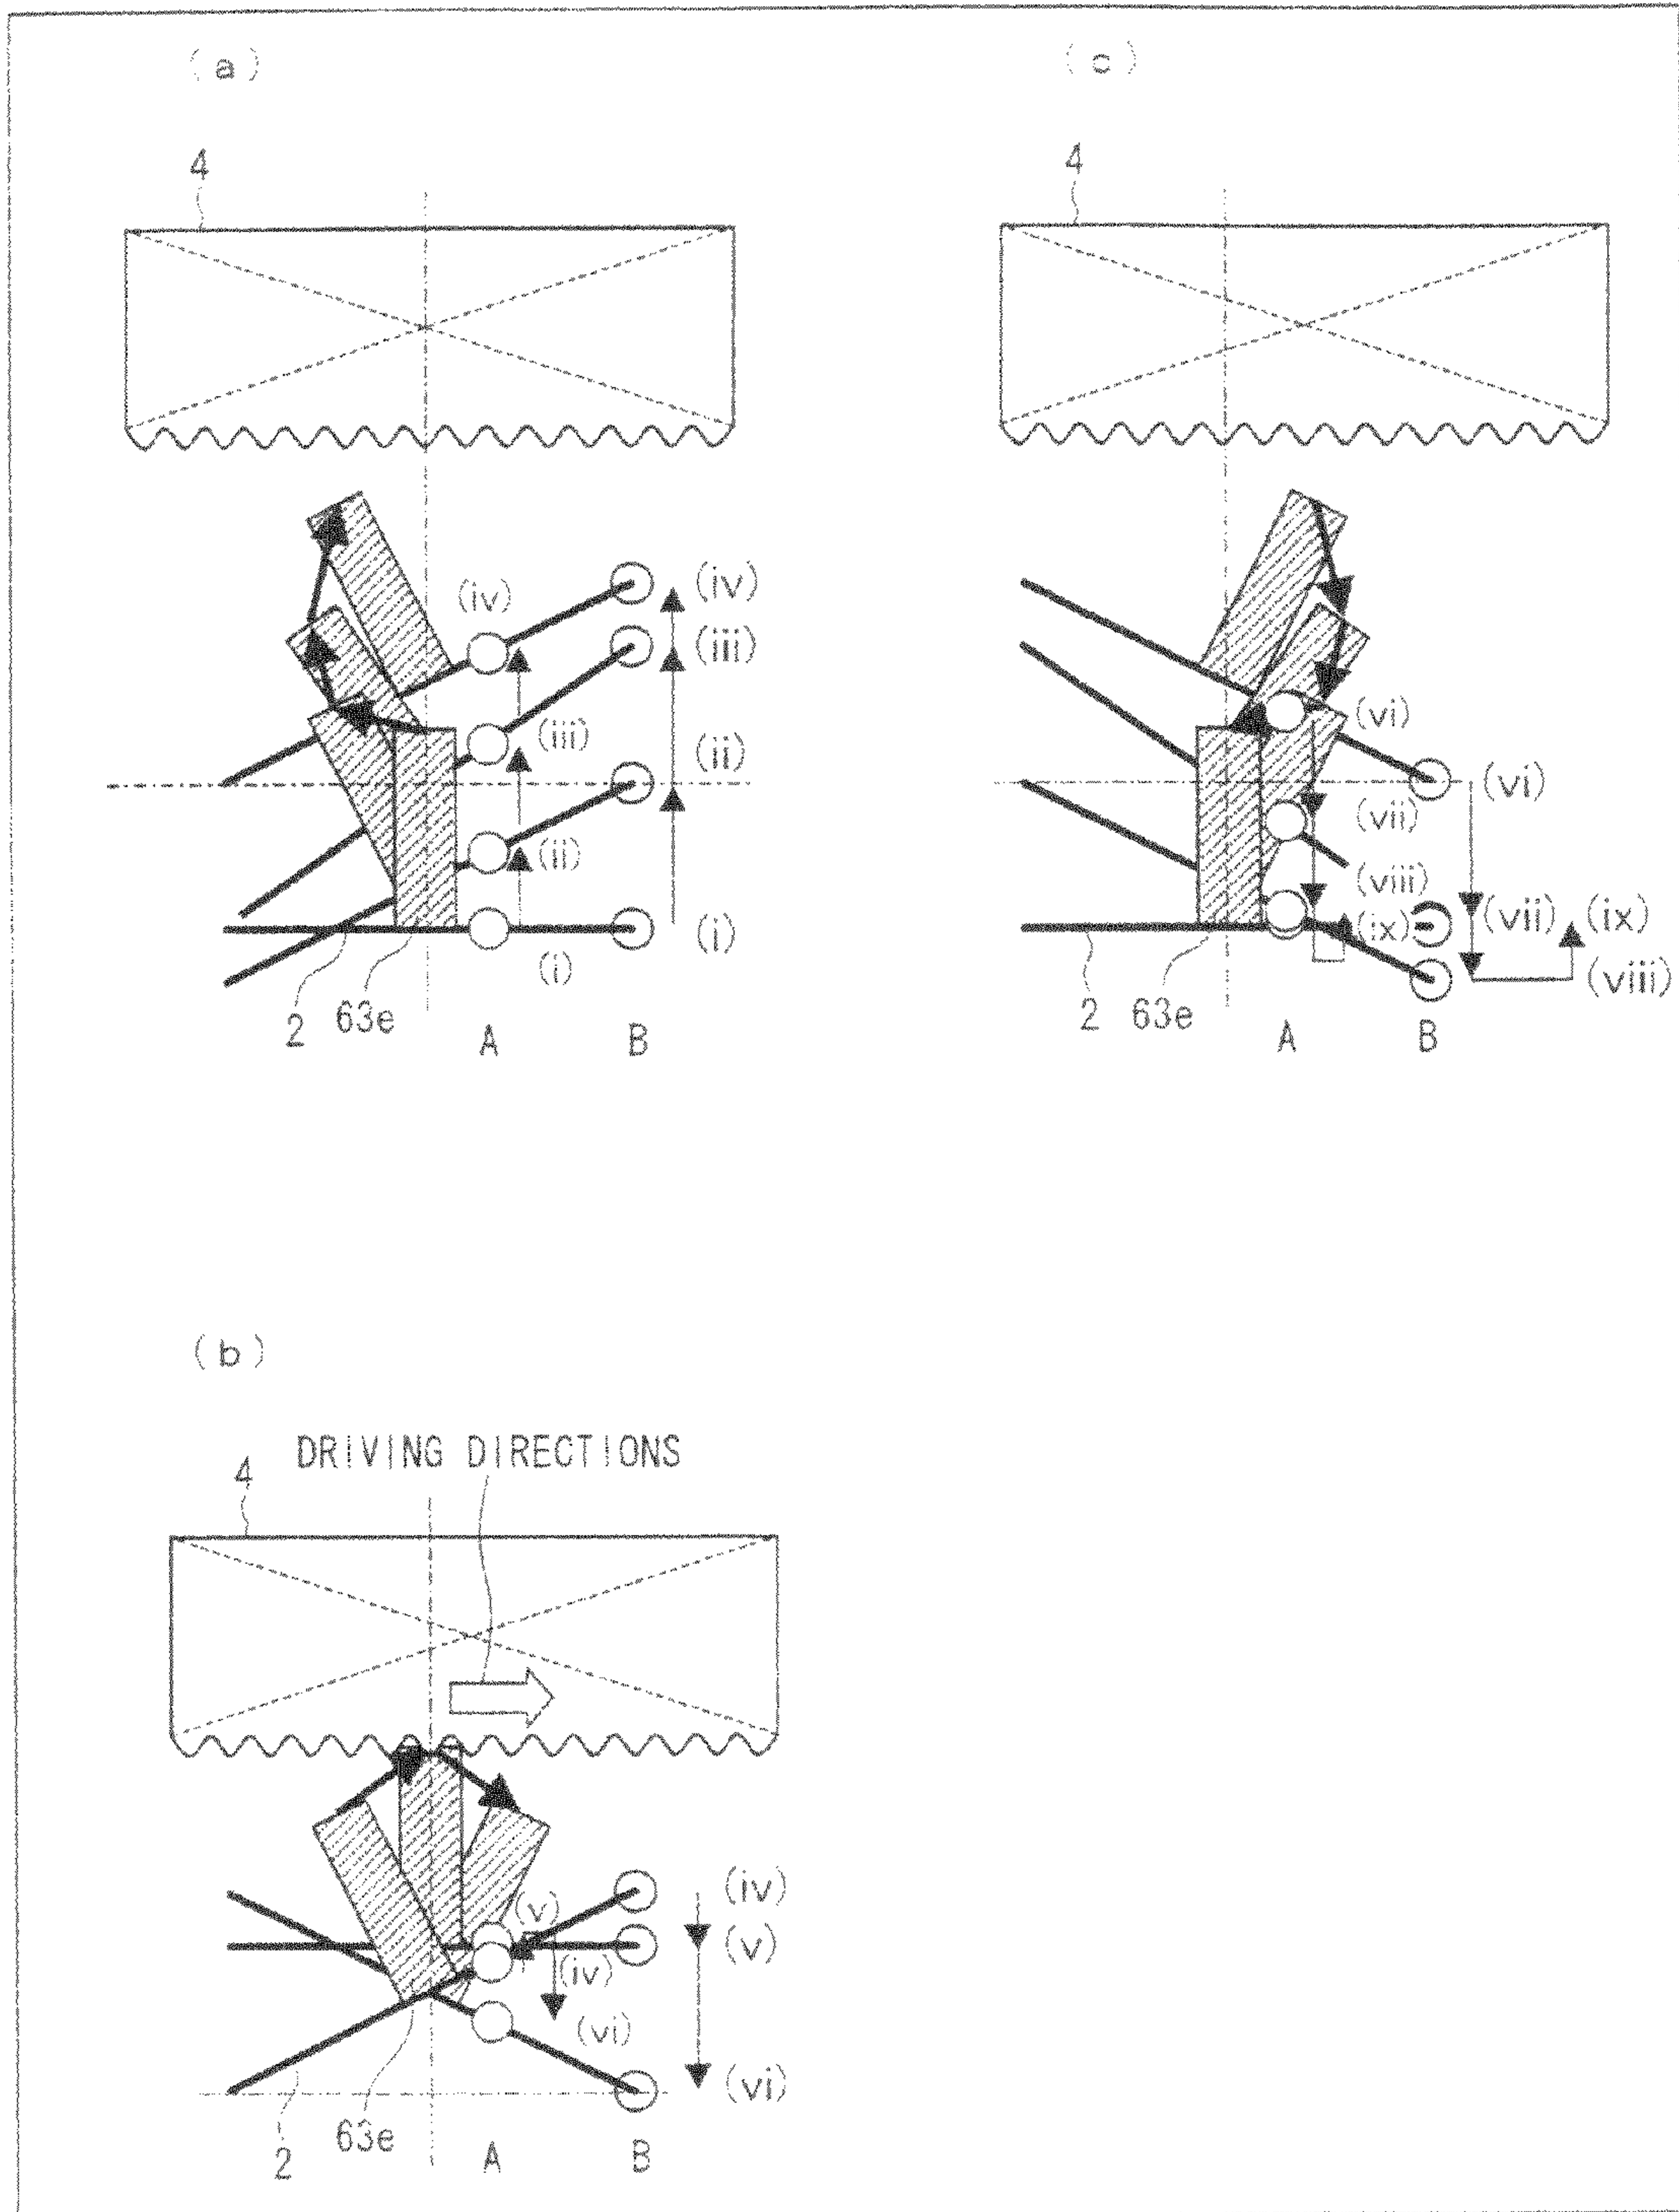 (a)
4
(iv)
(iv)
(iii)
(iii)
(ii)
(ii)
(i)
(i)
2
63e
A
B
(c)
4
(vi)
(vi)
(vii)
(viii)
(vii)
(ix)
(ix)
(viii)
2
63e
A
B
(b)
DRIVING DIRECTIONS
4
(iv)
(v)
(v)
(iv)
(vi)
(vi)
63e
2
A
B